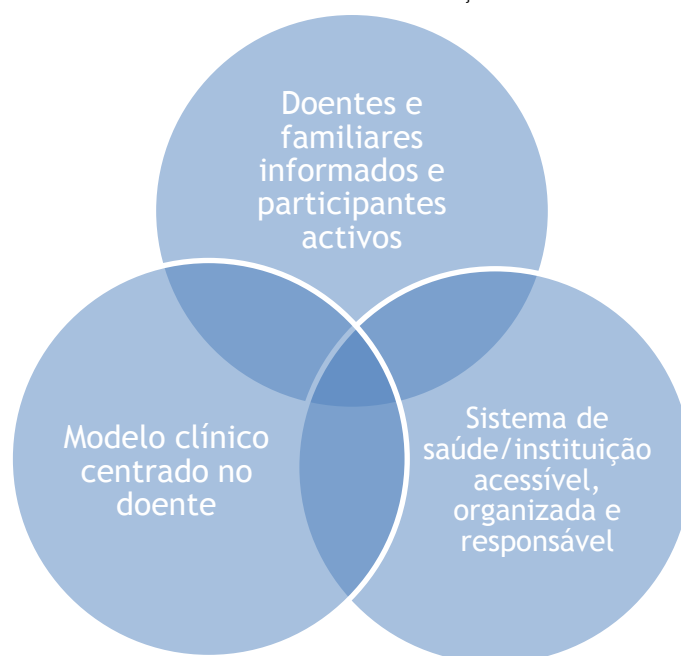 Doentes e
familiares
informados e
participantes
activos
Modelo clínico
centrado no
doente
Sistema de
saúde/instituição
acessível,
organizada e
responsável